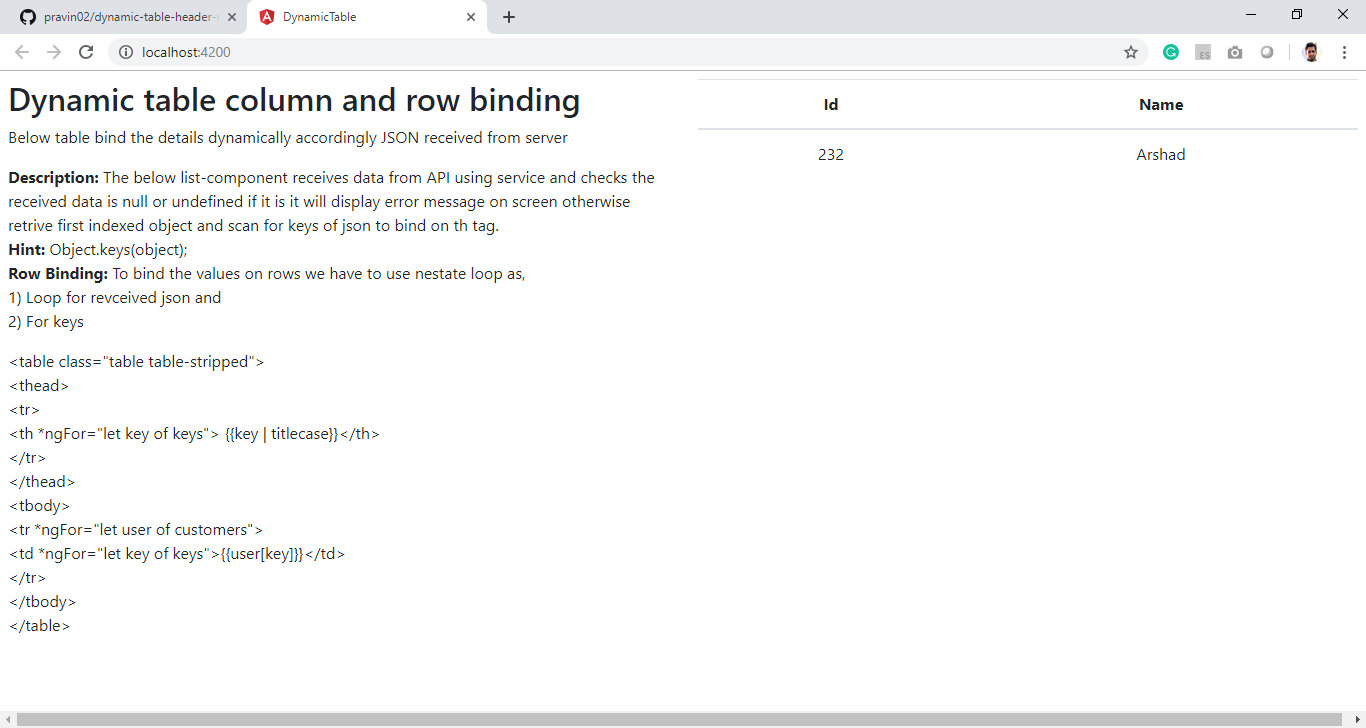 pravin02/dynamic-table-header-
DynamicTable
localhost:4200
ES
Dynamic table column and row binding
Below table bind the details dynamically accordingly JSON received from server
Description: The below list-component receives data from API using service and checks the
received data is null or undefined if it is it will display error message on screen otherwise
retrive first indexed object and scan for keys of json to bind on th tag.
Hint: Object.keys(object);
Row Binding: To bind the values on rows we have to use nestate loop as,
1) Loop for revceived json and
2) For keys
<table class="table table-stripped">
<thead>
<tr>
<th *ngFor="let key of keys"> {{key | titlecase}}</th>
</tr>
</thead>
<tbody>
<tr *ngFor="let user of customers">
<td *ngFor="let key of keys">{{user[key]}}</td>
</tr>
</tbody>
</table>
Id Name
232 Arshad